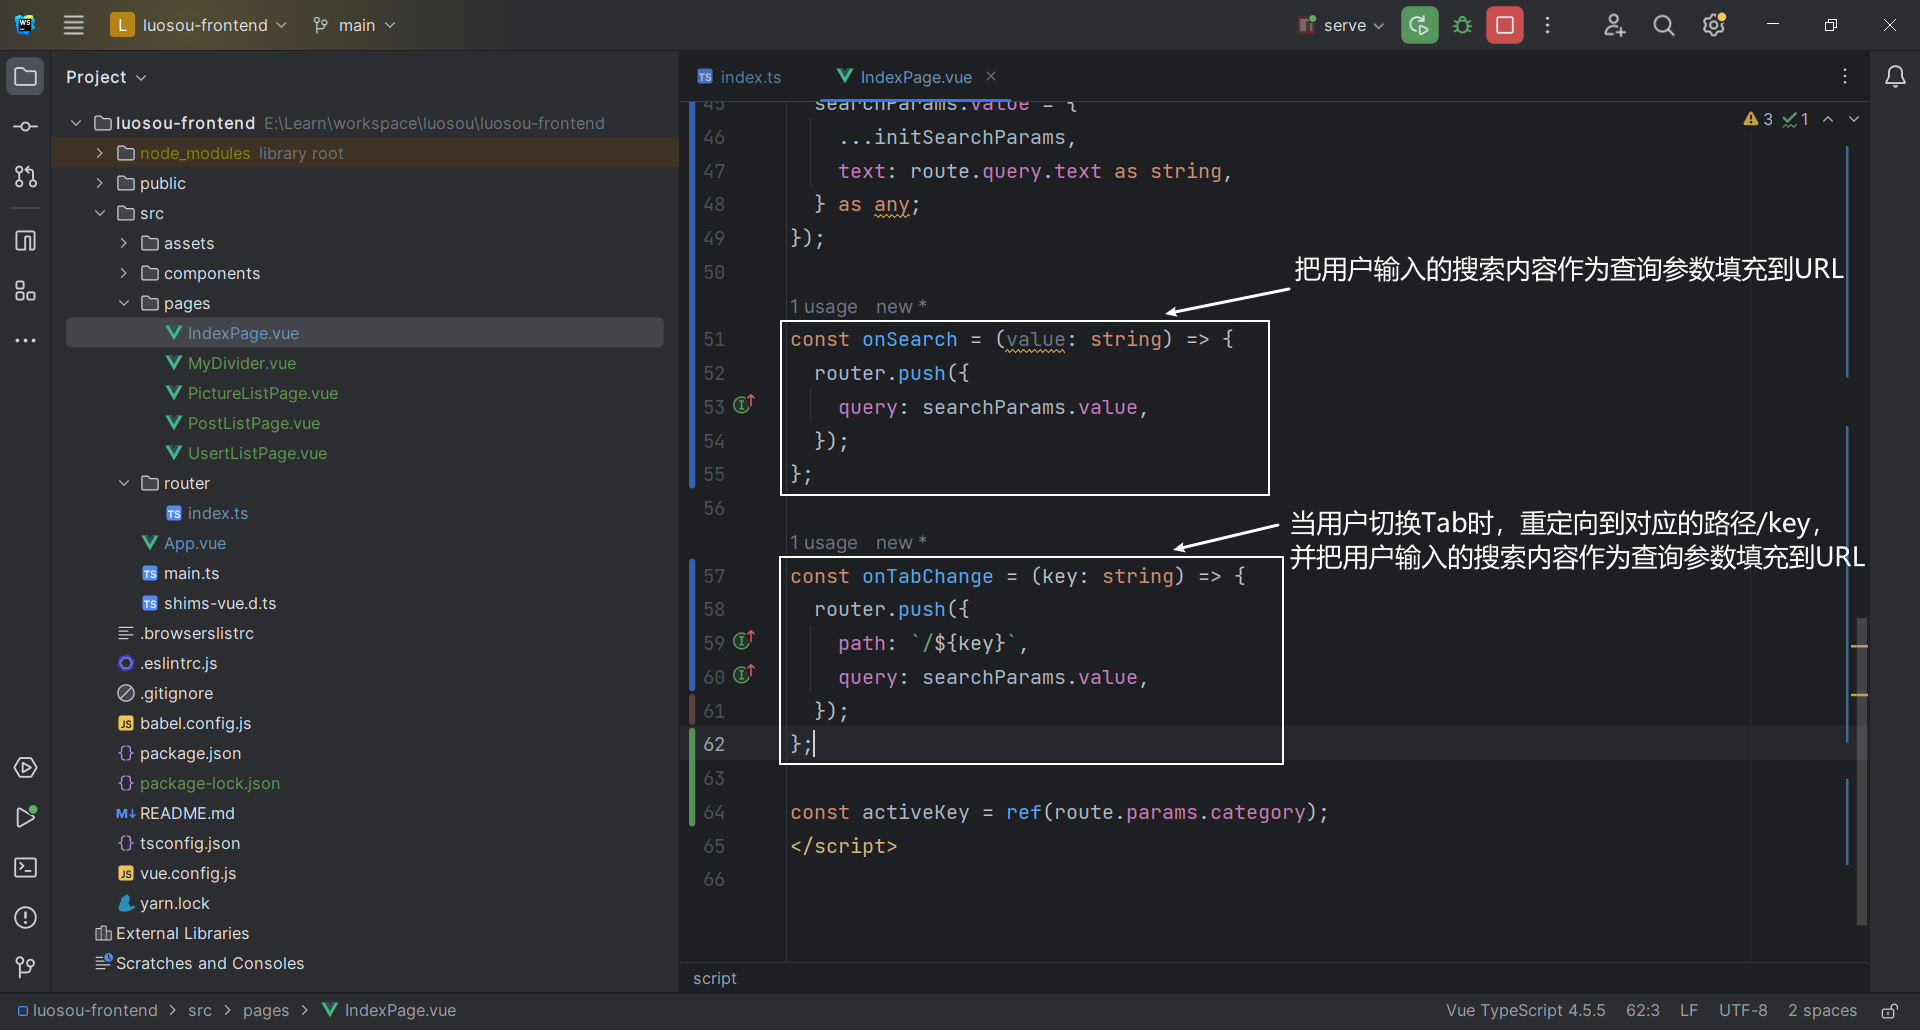 WS
L luosou-frontend
main
serve
Project
index.ts
IndexPage.vue
luosou-frontend E:\Learn\workspace\luosou\luosou-frontend
node_modules library root
public
src
assets
components
pages
IndexPage.vue
MyDivider.vue
PictureListPage.vue
PostListPage.vue
UsertListPage.vue
router
index.ts
App.vue
main.ts
shims-vue.d.ts
.browserslistrc
.eslintrc.js
.gitignore
babel.config.js
package.json
package-lock.json
README.md
tsconfig.json
vue.config.js
yarn.lock
External Libraries
Scratches and Consoles
3 1
45 searchParams.value = {
46 ...initSearchParams,
47 text: route.query.text as string,
48 } as any;
49 });
50
把用户输入的搜索内容作为查询参数填充到URL
1 usage new *
51 const onSearch = (value: string) => {
52 router.push({
53 query: searchParams.value,
54 });
55 };
56
当用户切换Tab时，重定向到对应的路径/key，
并把用户输入的搜索内容作为查询参数填充到URL
1 usage new *
57 const onTabChange = (key: string) => {
58 router.push({
59 path: `/${key}`,
60 query: searchParams.value,
61 });
62 };
63
64 const activeKey = ref(route.params.category);
65 </script>
66
script
luosou-frontend > src > pages > IndexPage.vue
Vue TypeScript 4.5.5 62:3 LF UTF-8 2 spaces